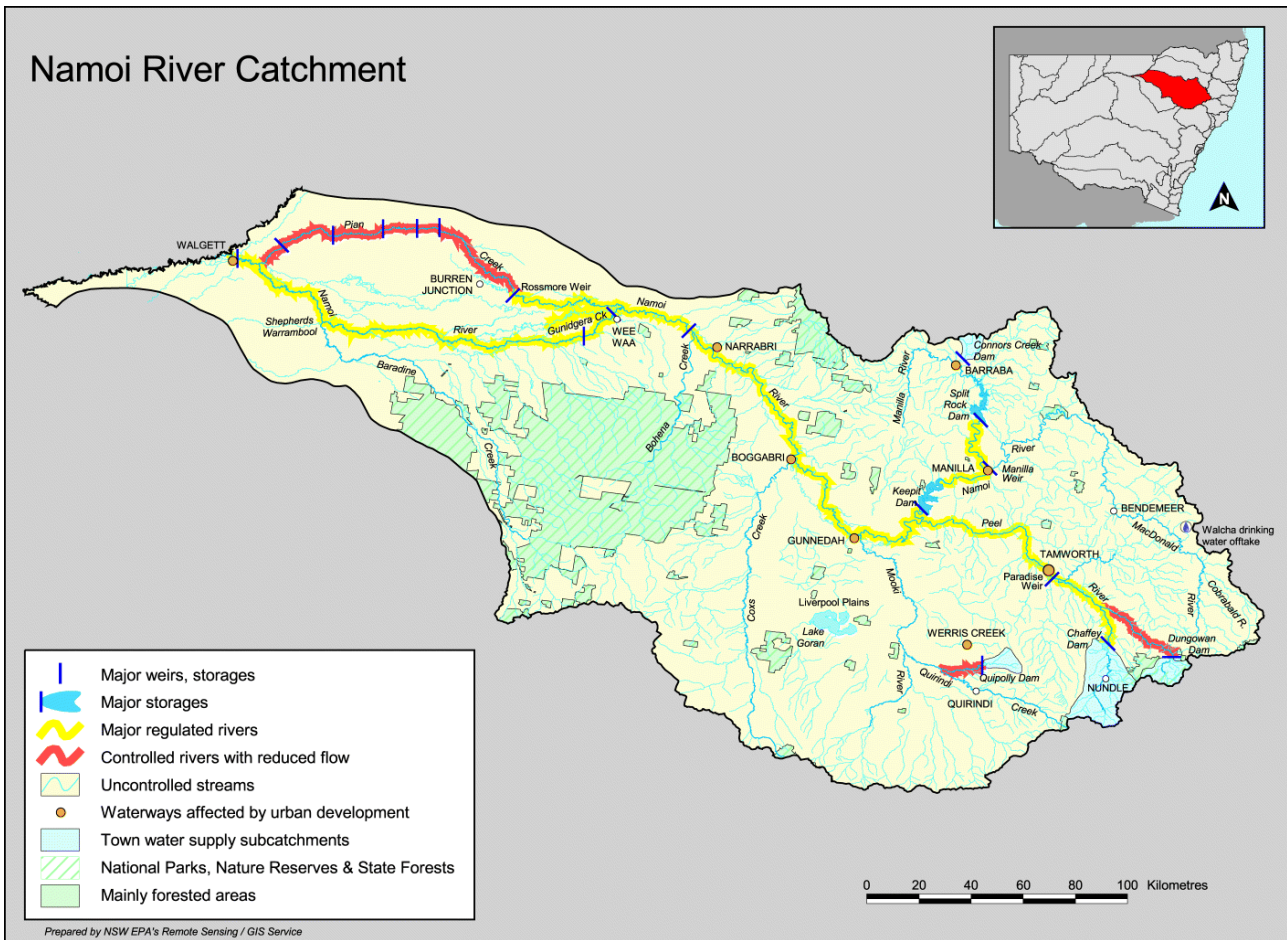 Namoi River Catchment
N
WALGETT
Pian
Creek
BURREN
JUNCTION
Rossmore Weir
Namoi
River
Shepherds
Warrambool
Gunidgera Ck
WEE
WAA
Namoi
Creek
NARRABRI
River
Baradine
Creek
Bohena
BOGGABRI
Manilla
River
Connors Creek
Dam
BARRABA
Split
Rock
Dam
River
MANILLA
Manilla
Weir
Keepit
Dam
Namoi
Peel
BENDEMEER
MacDonald
River
Walcha drinking
water offtake
Cobrabald R.
GUNNEDAH
TAMWORTH
Paradise
Weir
River
Creek
Coxs
Mooki
River
Liverpool Plains
Lake
Goran
WERRIS CREEK
Quipolly Dam
Quirindi
Creek
QUIRINDI
Chaffey
Dam
Dungowan
Dam
NUNDLE
Major weirs, storages
Major storages
Major regulated rivers
Controlled rivers with reduced flow
Uncontrolled streams
Waterways affected by urban development
Town water supply subcatchments
National Parks, Nature Reserves & State Forests
Mainly forested areas
0 20 40 60 80 100 Kilometres
Prepared by NSW EPA's Remote Sensing / GIS Service